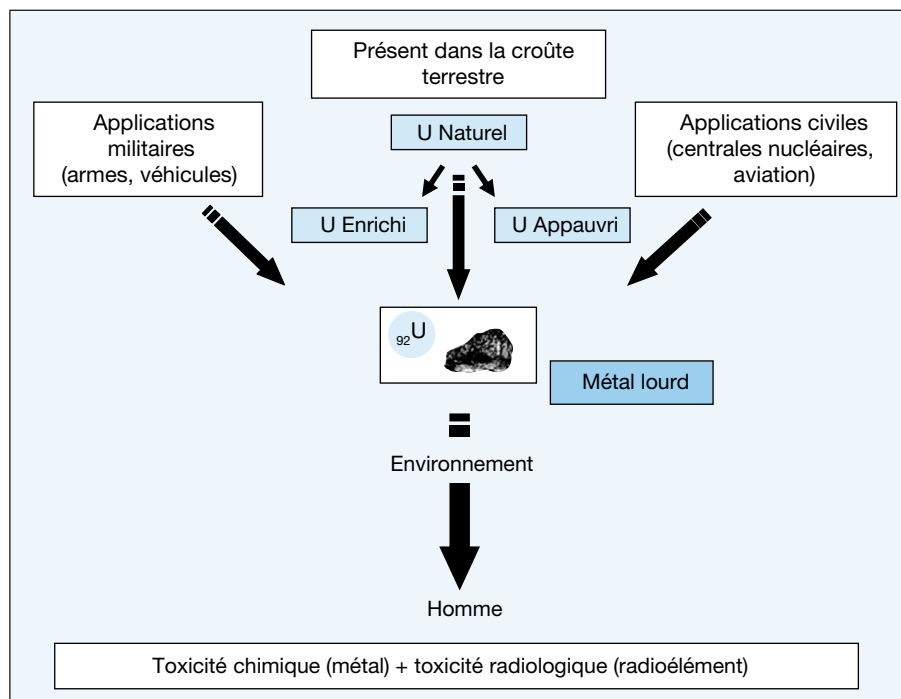 Présent dans la croûte
terrestre
Applications
militaires
(armes, véhicules)
U Naturel
Applications civiles
(centrales nucléaires,
aviation)
U Enrichi
U Appauvri
₉₂U
Métal lourd
Environnement
Homme
Toxicité chimique (métal) + toxicité radiologique (radioélément)